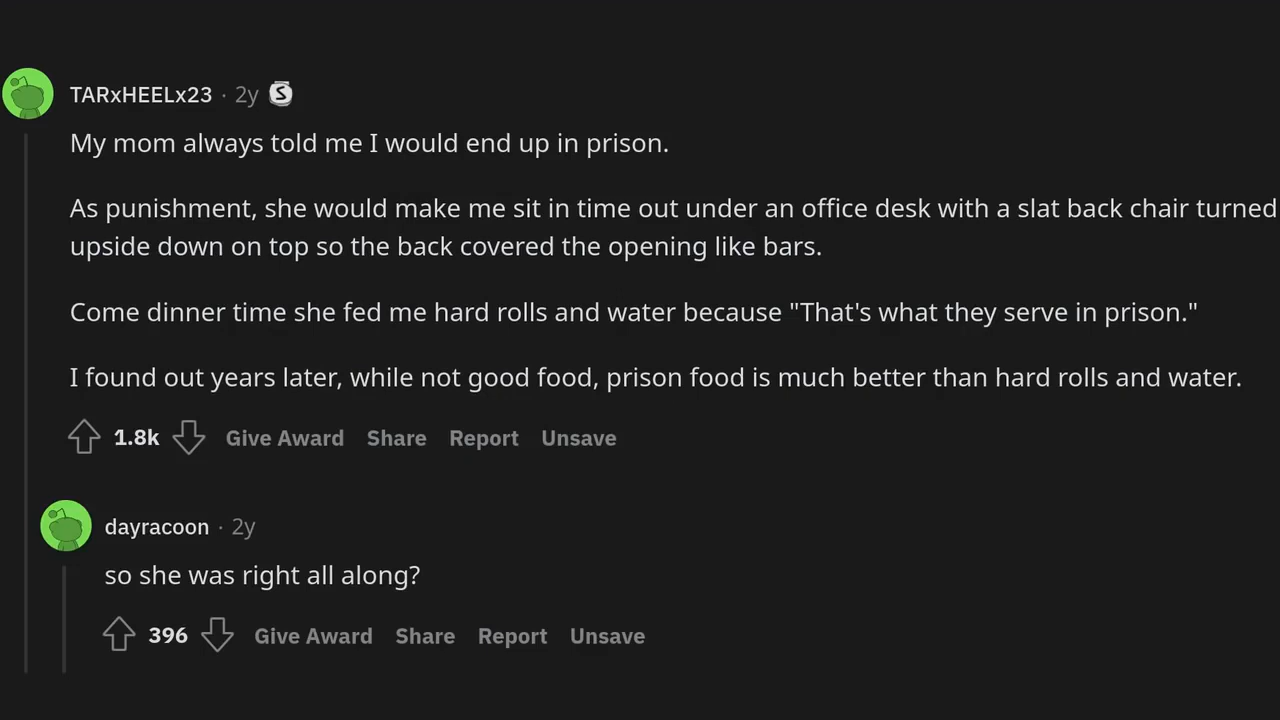 TARxHEELx23 · 2y S
My mom always told me I would end up in prison.
As punishment, she would make me sit in time out under an office desk with a slat back chair turned
upside down on top so the back covered the opening like bars.
Come dinner time she fed me hard rolls and water because "That's what they serve in prison."
I found out years later, while not good food, prison food is much better than hard rolls and water.
1.8k Give Award Share Report Unsave
dayracoon · 2y
so she was right all along?
396 Give Award Share Report Unsave